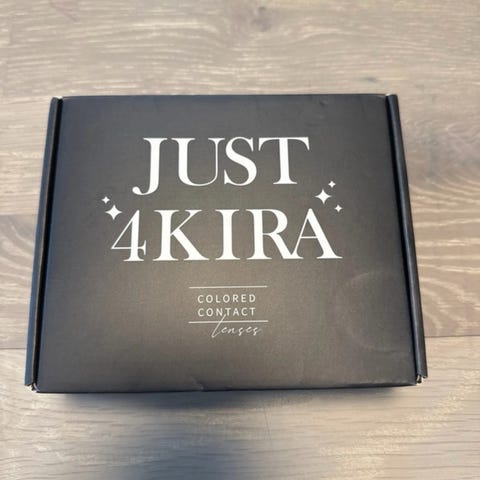 JUST
4KIRA
COLORED
CONTACT
lenses